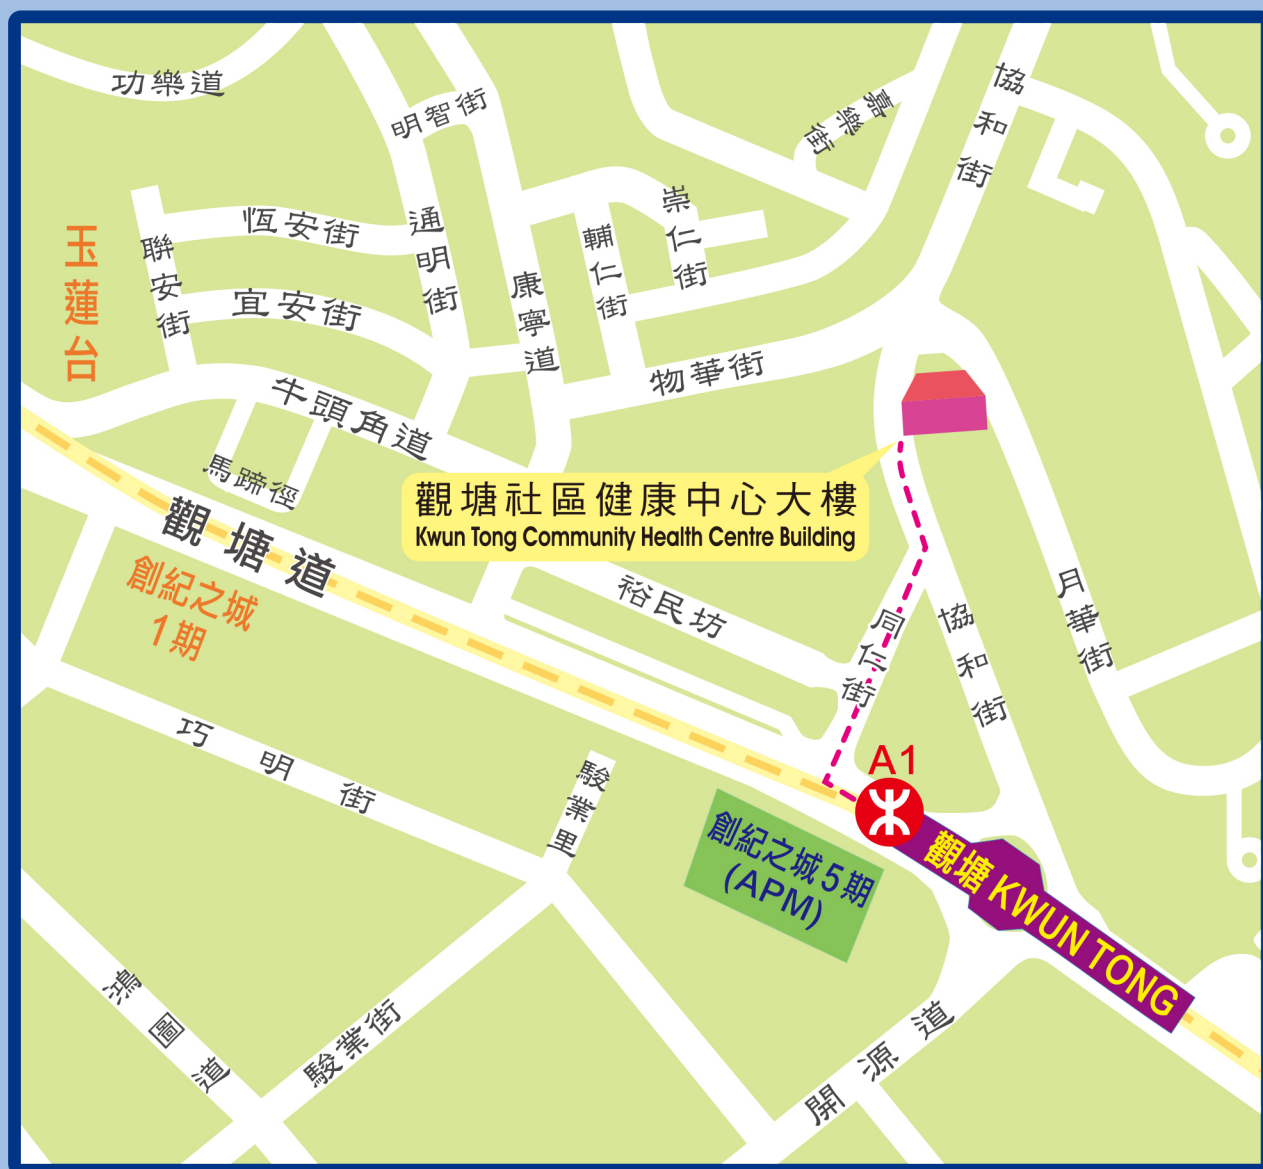 功樂道
明智街
嘉樂街
協和街
恆安街
聯安街
通明街
崇仁街
輔仁街
康寧道
宜安街
玉蓮台
物華街
牛頭角道
馬蹄徑
觀塘道
觀塘社區健康中心大樓
Kwun Tong Community Health Centre Building
創紀之城
1期
裕民坊
同仁街
協和街
月華街
巧明街
駿業里
A1
創紀之城5期
(APM)
觀塘 KWUN TONG
鴻圖道
駿業街
開源道